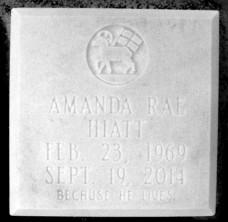 AMANDA RAE
HIATT
FEB. 23, 1969
SEPT. 19, 2014
BECAUSE HE LIVES